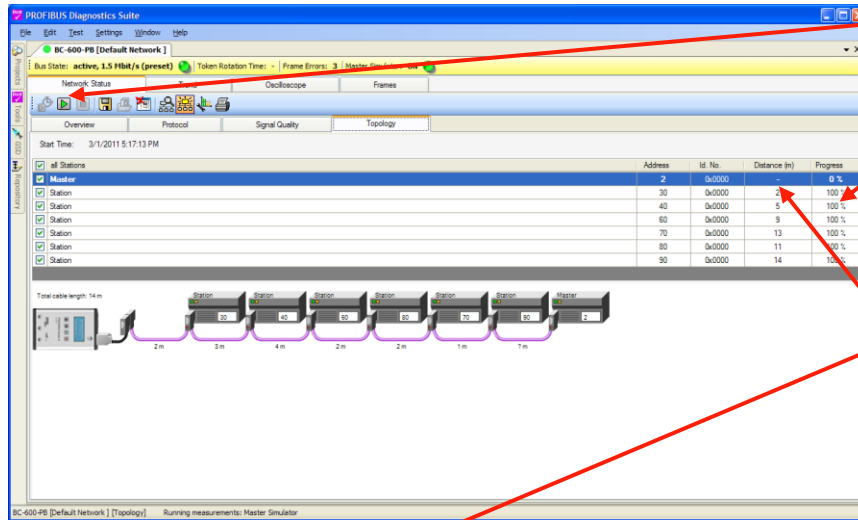 PROFIBUS Diagnostics Suite
File Edit Test Settings Window Help
BC-600-PB [Default Network ]
Bus State: active, 1.5 Mbit/s (preset) Token Rotation Time: - Frame Errors: 3 Master Simulator: ON
Network Status Trend Oscilloscope Frames
Overview Protocol Signal Quality Topology
Start Time: 3/1/2011 5:17:13 PM
all Stations Address Id. No. Distance (m) Progress
Master 2 0x0000 - 0 %
Station 30 0x0000 2 100 %
Station 40 0x0000 5 100 %
Station 60 0x0000 9 100 %
Station 70 0x0000 13 100 %
Station 80 0x0000 11 100 %
Station 90 0x0000 14 100 %
Total cable length: 14 m
Station Station Station Station Station Station Master
30 40 60 80 70 90 2
2 m 3 m 4 m 2 m 2 m 1 m ? m
BC-600-PB [Default Network ] [Topology] Running measurements: Master Simulator
Projects
Tools
GSD
Repository